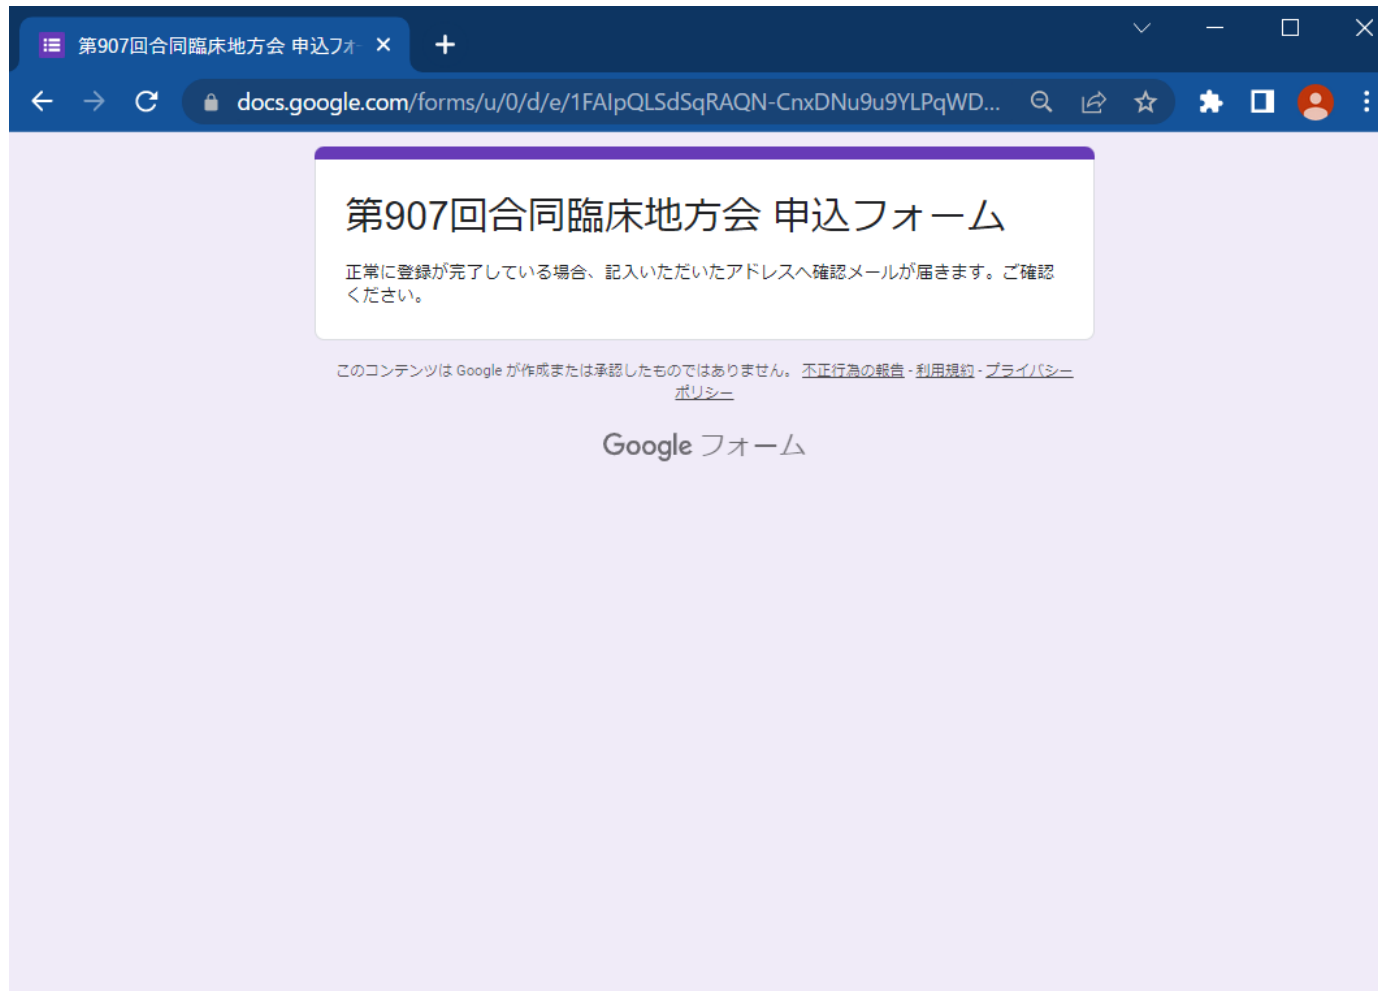 第907回合同臨床地方会 申込フォ
docs.google.com/forms/u/0/d/e/1FAIpQLSdSqRAQN-CnxDNu9u9YLPqWD...
第907回合同臨床地方会 申込フォーム
正常に登録が完了している場合、記入いただいたアドレスへ確認メールが届きます。ご確認
ください。
このコンテンツは Google が作成または承認したものではありません。 不正行為の報告 - 利用規約 - プライバシー
ポリシー
Google フォーム